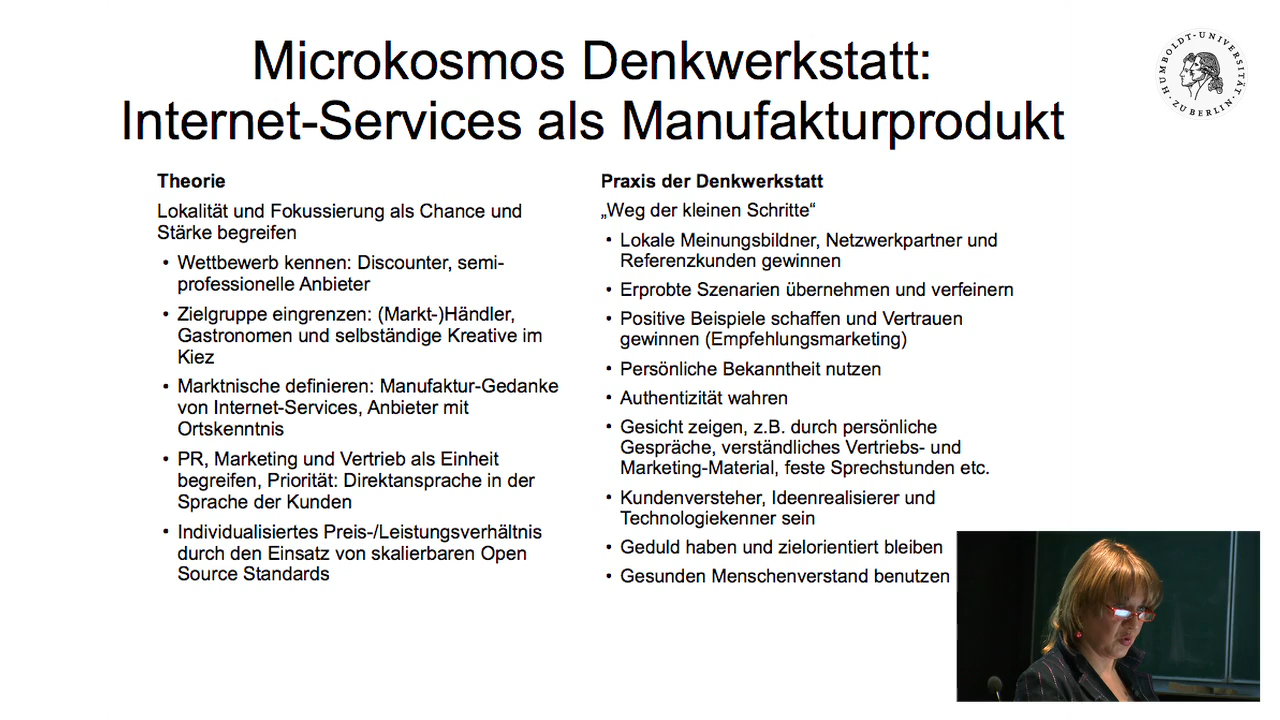 Microkosmos Denkwerkstatt:
Internet-Services als Manufakturprodukt
HUMBOLDT-UNIVERSITÄT
· ZU BERLIN ·
Theorie
Lokalität und Fokussierung als Chance und
Stärke begreifen
• Wettbewerb kennen: Discounter, semi-
professionelle Anbieter
• Zielgruppe eingrenzen: (Markt-)Händler,
Gastronomen und selbständige Kreative im
Kiez
• Marktnische definieren: Manufaktur-Gedanke
von Internet-Services, Anbieter mit
Ortskenntnis
• PR, Marketing und Vertrieb als Einheit
begreifen, Priorität: Direktansprache in der
Sprache der Kunden
• Individualisiertes Preis-/Leistungsverhältnis
durch den Einsatz von skalierbaren Open
Source Standards
Praxis der Denkwerkstatt
„Weg der kleinen Schritte“
• Lokale Meinungsbildner, Netzwerkpartner und
Referenzkunden gewinnen
• Erprobte Szenarien übernehmen und verfeinern
• Positive Beispiele schaffen und Vertrauen
gewinnen (Empfehlungsmarketing)
• Persönliche Bekanntheit nutzen
• Authentizität wahren
• Gesicht zeigen, z.B. durch persönliche
Gespräche, verständliches Vertriebs- und
Marketing-Material, feste Sprechstunden etc.
• Kundenversteher, Ideenrealisierer und
Technologiekenner sein
• Geduld haben und zielorientiert bleiben
• Gesunden Menschenverstand benutzen